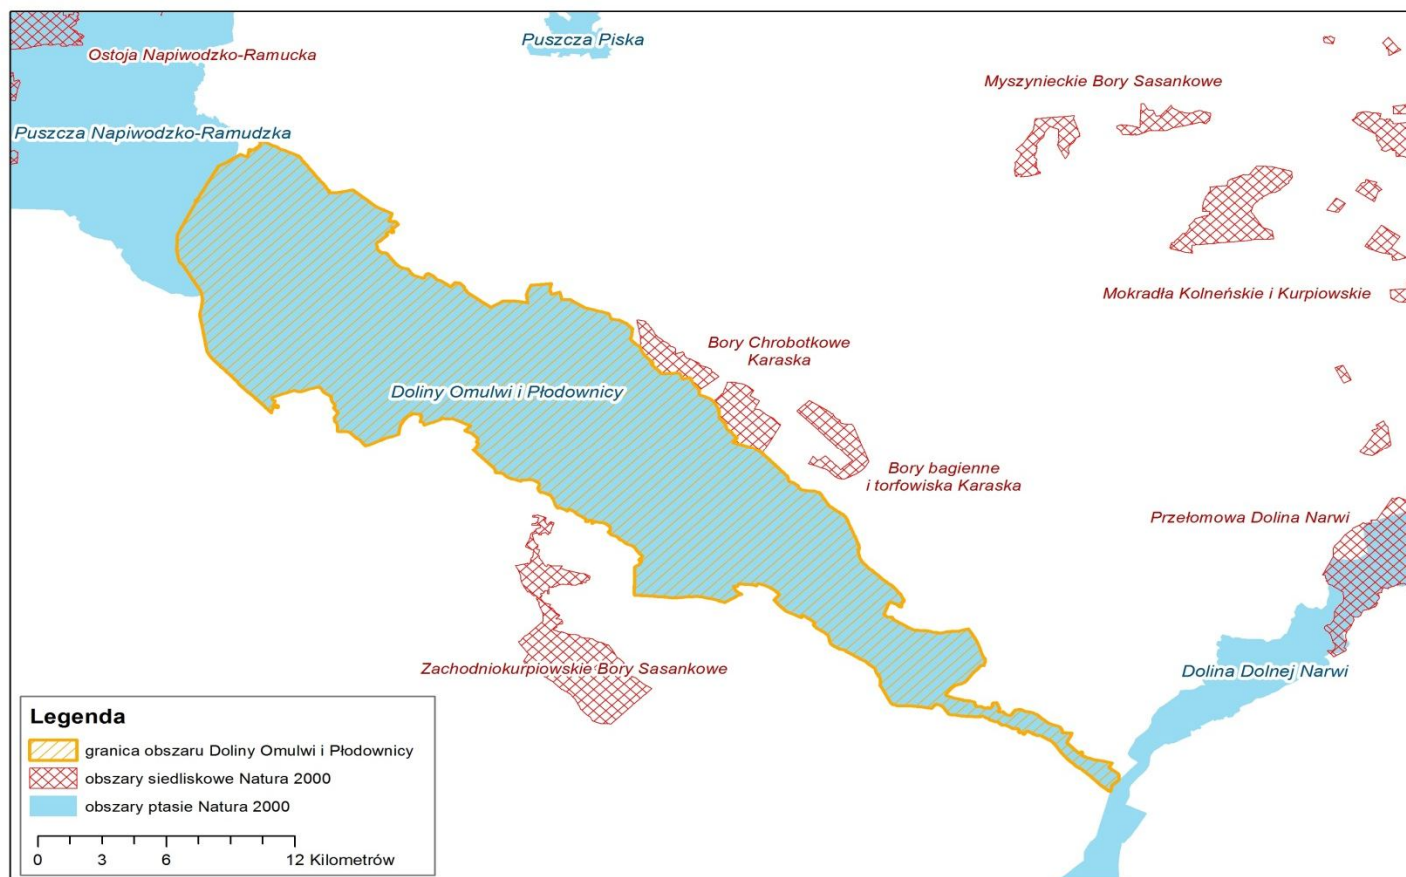 Puszcza Piska
Ostoja Napiwodzko-Ramucka
Myszynieckie Bory Sasankowe
Puszcza Napiwodzko-Ramudzka
Mokradła Kolneńskie i Kurpiowskie
Bory Chrobotkowe
Karaska
Doliny Omulwi i Płodownicy
Bory bagienne
i torfowiska Karaska
Przełomowa Dolina Narwi
Zachodniokurpiowskie Bory Sasankowe
Dolina Dolnej Narwi
Legenda
granica obszaru Doliny Omulwi i Płodownicy
obszary siedliskowe Natura 2000
obszary ptasie Natura 2000
0 3 6 12 Kilometrów